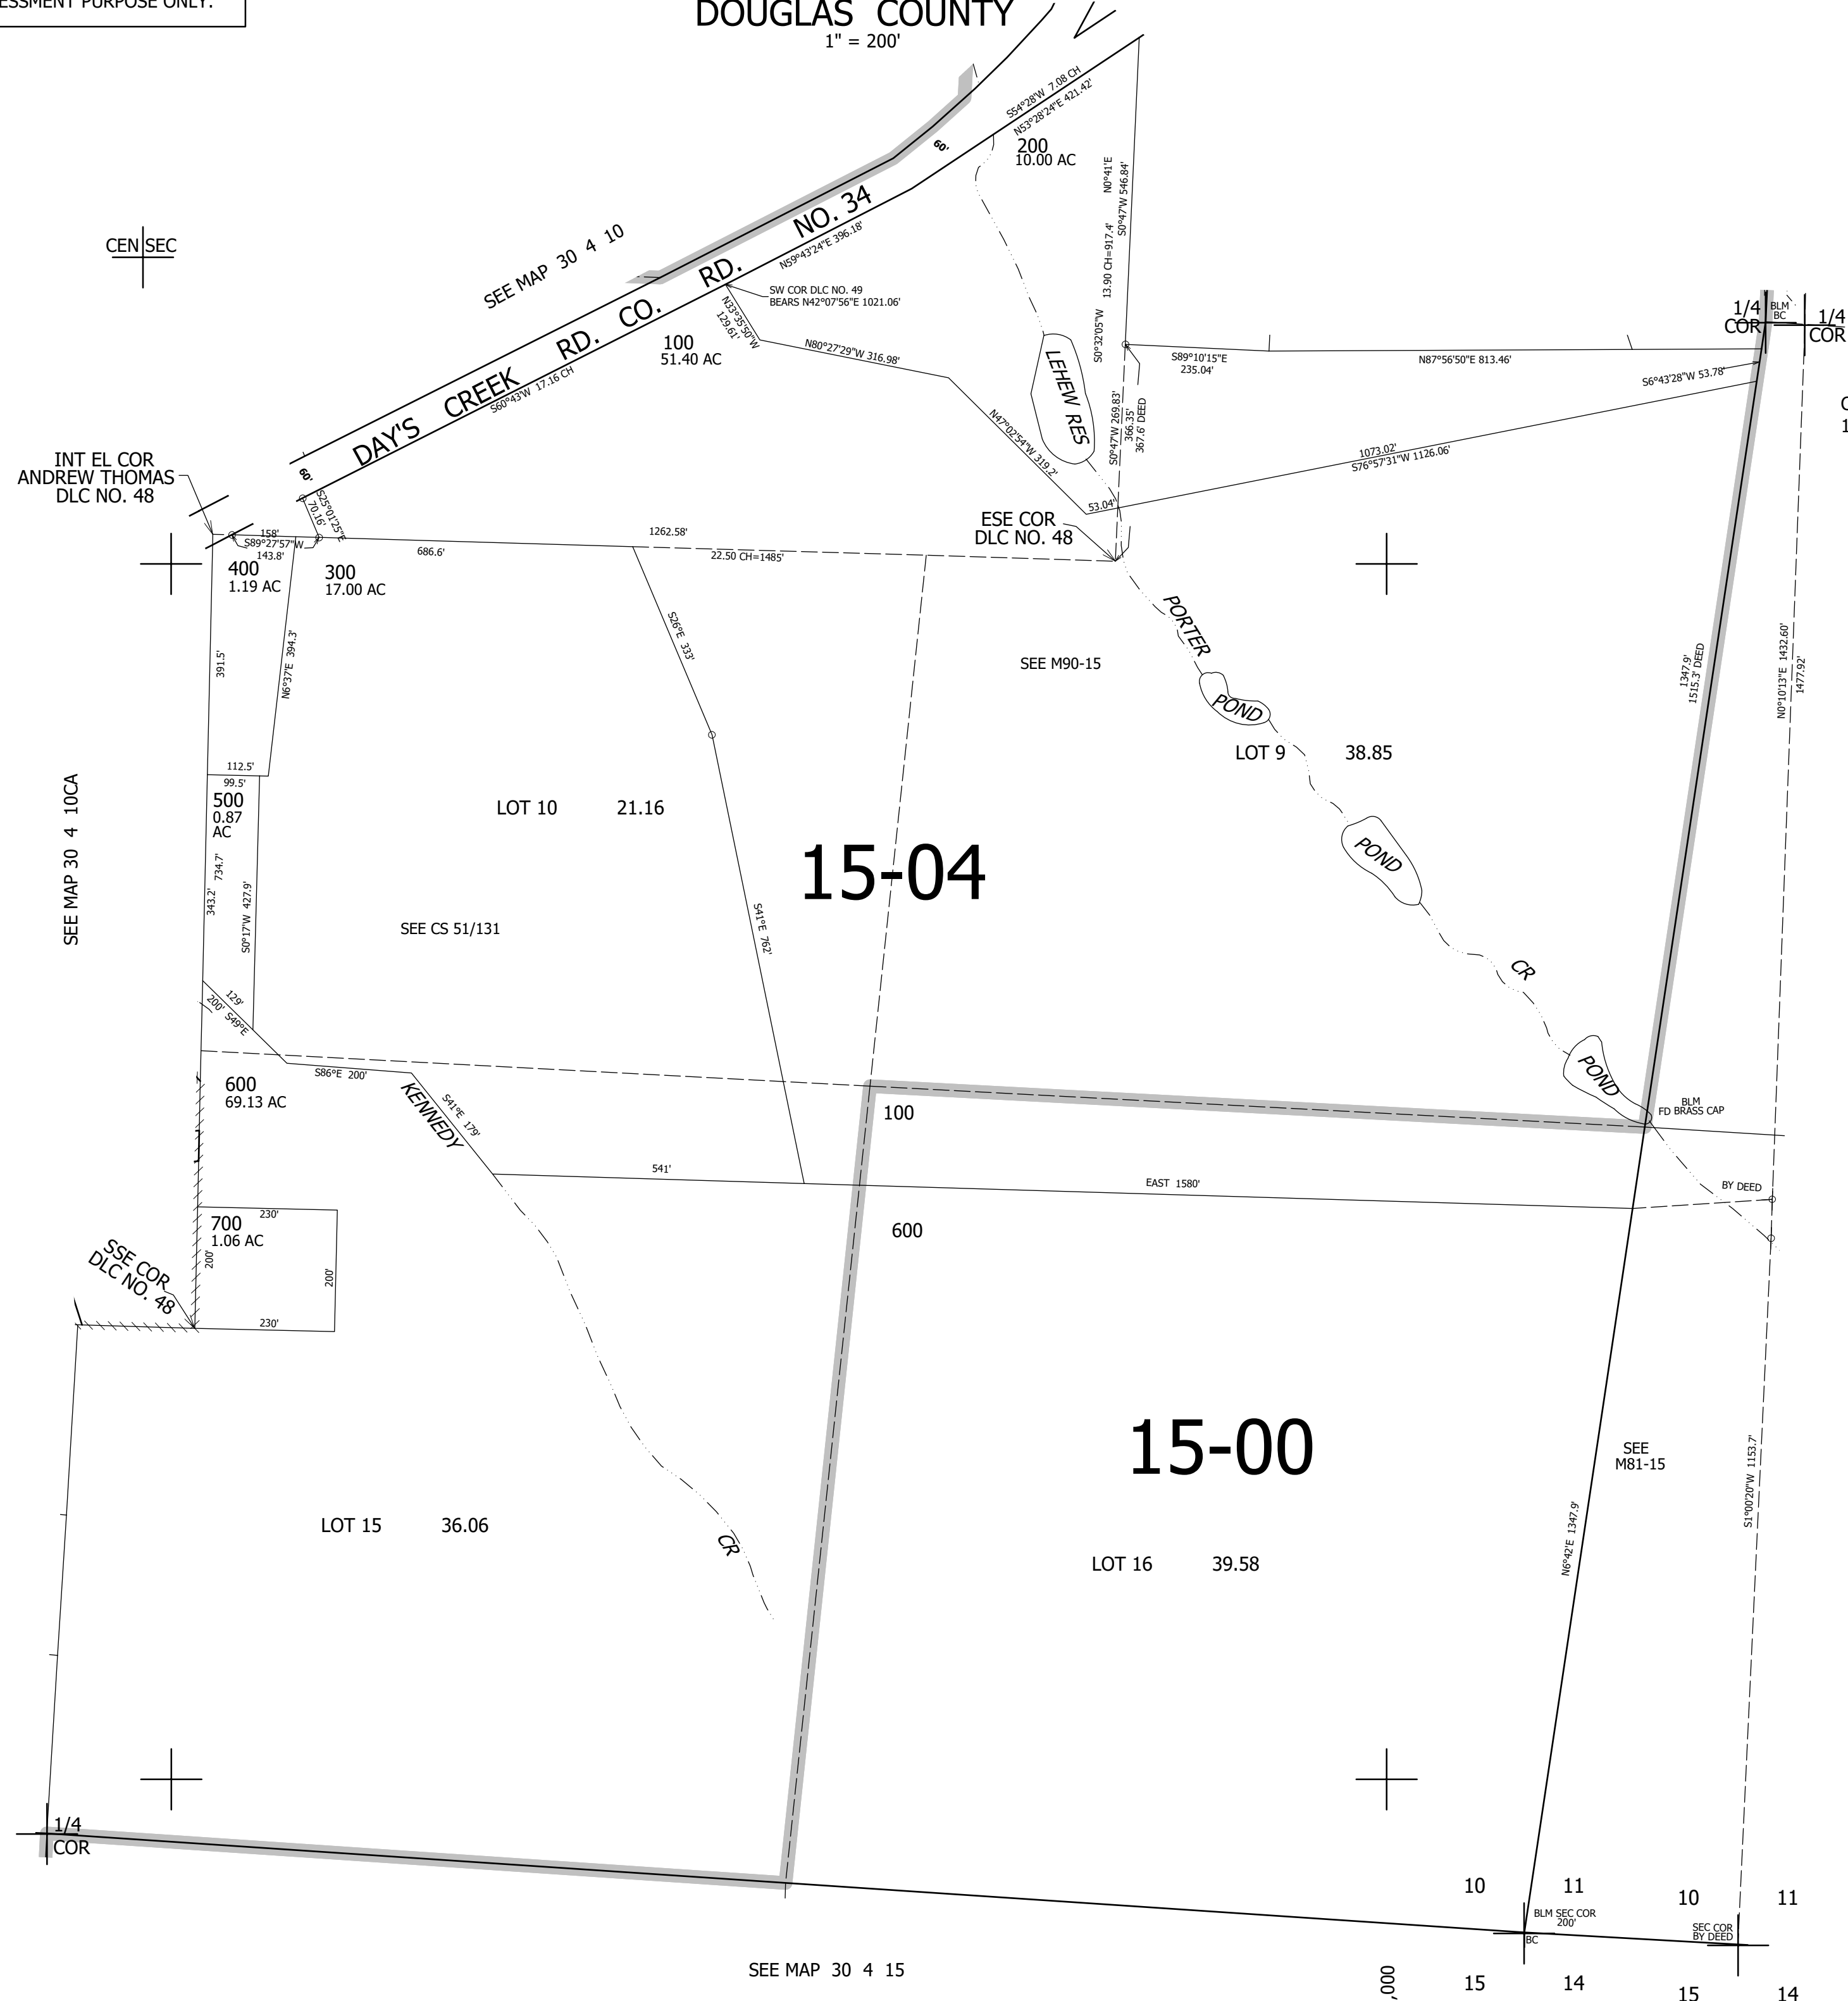 ESSMENT PURPOSE ONLY.
DOUGLAS COUNTY
1" = 200'
S54°28'W 7.08 CH
N53°28'24"E 421.42'
60'
200
10.00 AC
NO. 34
N59°43'24"E 396.18'
S0°32'05"W 13.90 CH=917.4' N0°41'E
S0°47'W 546.84'
CEN SEC
SEE MAP 30 4 10
DAY'S CREEK RD. CO. RD.
SW COR DLC NO. 49
BEARS N42°07'56"E 1021.06'
N33°35'50"W
129.61'
100
51.40 AC
S60°43'W 17.16 CH
N80°27'29"W 316.98'
LEHEW RES
S89°10'15"E
235.04'
N87°56'50"E 813.46'
1/4
COR
BLM
BC
1/4
COR
S6°43'28"W 53.78'
N47°02'54"W 319.2'
S0°47'W 269.83'
366.35'
367.6' DEED
1073.02'
S76°57'31"W 1126.06'
53.04'
C
1
INT EL COR
ANDREW THOMAS
DLC NO. 48
60'
S25°01'25"E
70.16'
ESE COR
DLC NO. 48
158'
S89°27'57"W
143.8'
686.6'
1262.58'
22.50 CH=1485'
400
1.19 AC
300
17.00 AC
391.5'
N6°37'E 394.3'
S26°E 333'
SEE M90-15
PORTER
POND
1347.9'
1515.3' DEED
N0°10'13"E 1432.60'
1477.92'
LOT 9 38.85
112.5'
99.5'
500
0.87
AC
LOT 10 21.16
SEE MAP 30 4 10CA
734.7'
343.2'
S0°17'W 427.9'
15-04
POND
SEE CS 51/131
S41°E 762'
CR
129'
200' S49°E
POND
600
69.13 AC
S86°E 200'
KENNEDY
S41°E 179'
100
BLM
FD BRASS CAP
541'
EAST 1580'
BY DEED
230'
700
1.06 AC
200'
200'
230'
600
SSE COR
DLC NO. 48
15-00
SEE
M81-15
S1°00'20"W 1153.7'
LOT 15 36.06
CR
LOT 16 39.58
N6°42'E 1347.9'
1/4
COR
10 11
10 11
BLM SEC COR
200'
BC
SEC COR
BY DEED
SEE MAP 30 4 15
,000
15 14
15 14